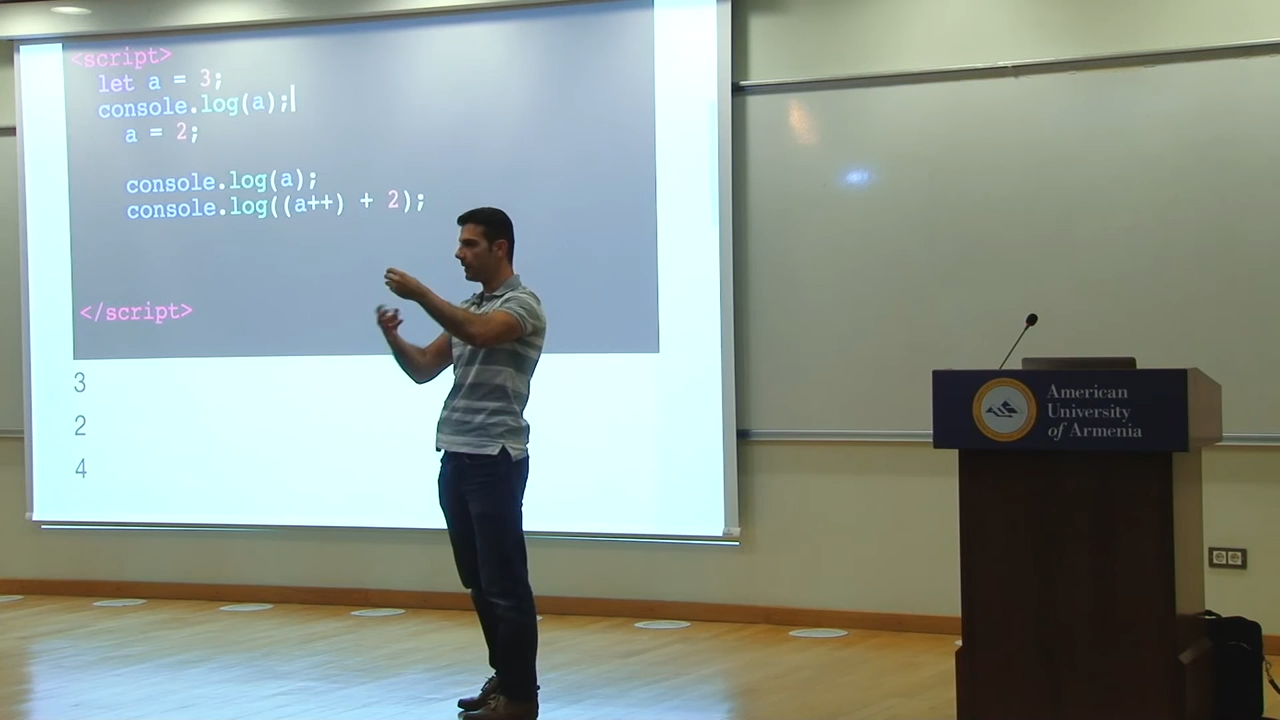 <script>
let a = 3;
console.log(a);
a = 2;
console.log(a);
console.log((a++) + 2);
</script>
3
2
4
American
University
of Armenia